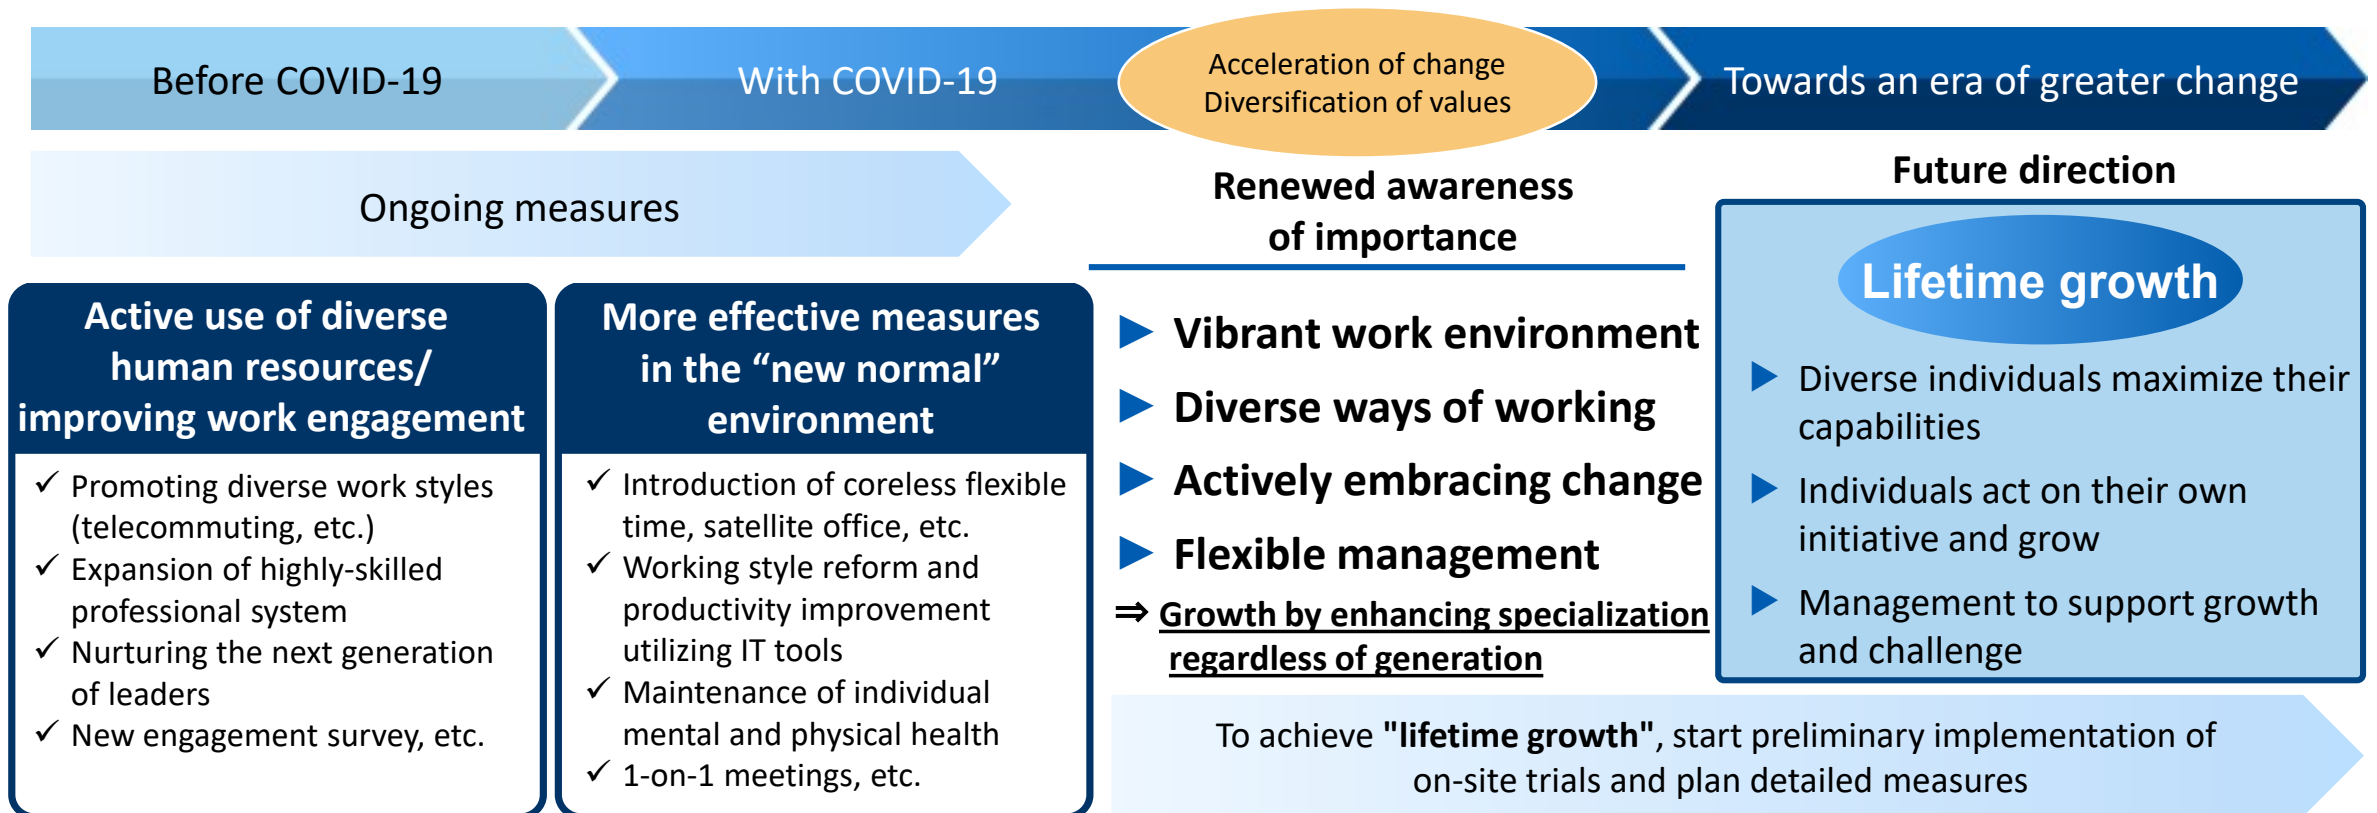 Before COVID-19
With COVID-19
Acceleration of change
Diversification of values
Towards an era of greater change
Ongoing measures
Active use of diverse
human resources/
improving work engagement
✓ Promoting diverse work styles
(telecommuting, etc.)
✓ Expansion of highly-skilled
professional system
✓ Nurturing the next generation
of leaders
✓ New engagement survey, etc.
More effective measures
in the “new normal”
environment
✓ Introduction of coreless flexible
time, satellite office, etc.
✓ Working style reform and
productivity improvement
utilizing IT tools
✓ Maintenance of individual
mental and physical health
✓ 1-on-1 meetings, etc.
Renewed awareness
of importance
▶ Vibrant work environment
▶ Diverse ways of working
▶ Actively embracing change
▶ Flexible management
⇒ Growth by enhancing specialization
regardless of generation
Future direction
Lifetime growth
▶ Diverse individuals maximize their
capabilities
▶ Individuals act on their own
initiative and grow
▶ Management to support growth
and challenge
To achieve "lifetime growth", start preliminary implementation of
on-site trials and plan detailed measures